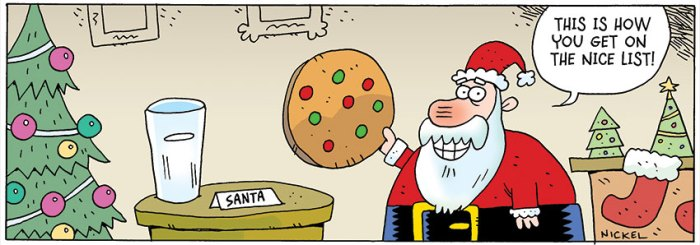 THIS IS HOW
YOU GET ON
THE NICE LIST!
SANTA
NICKEL